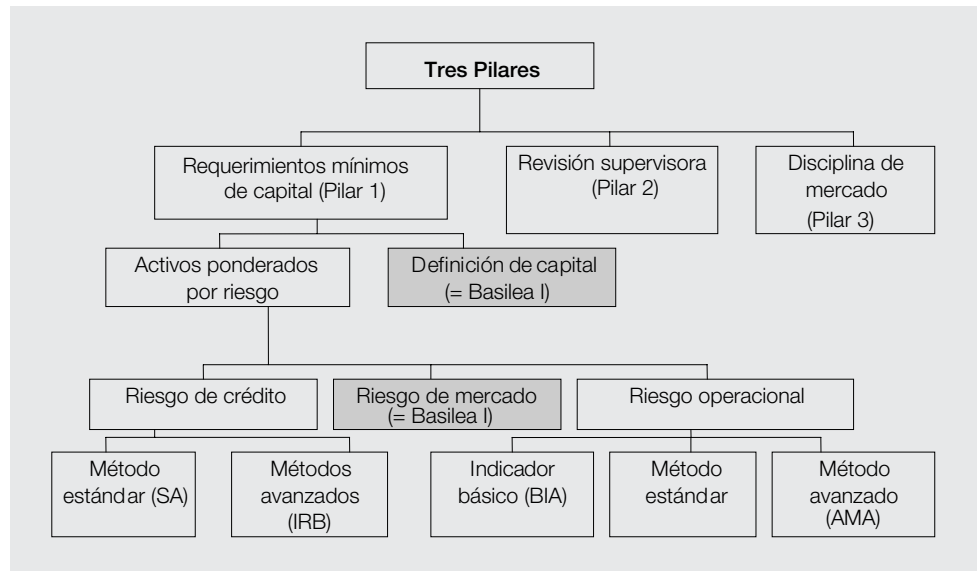 Tres Pilares
Requerimientos mínimos
de capital (Pilar 1)
Revisión supervisora
(Pilar 2)
Disciplina de
mercado
(Pilar 3)
Activos ponderados
por riesgo
Definición de capital
(= Basilea I)
Riesgo de crédito
Riesgo de mercado
(= Basilea I)
Riesgo operacional
Método
estándar (SA)
Métodos
avanzados
(IRB)
Indicador
básico (BIA)
Método
estándar
Método
avanzado
(AMA)